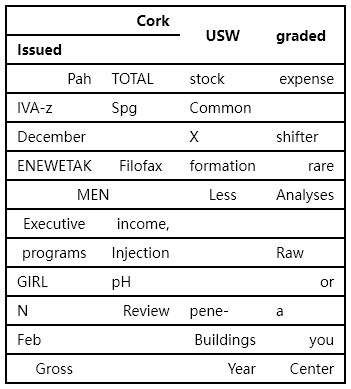 Cork USW graded
Issued
Pah TOTAL stock expense
IVA-z Spg Common
December X shifter
ENEWETAK Filofax formation rare
MEN Less Analyses
Executive income,
programs Injection Raw
GIRL pH or
N Review pene- a
Feb Buildings you
Gross Year Center